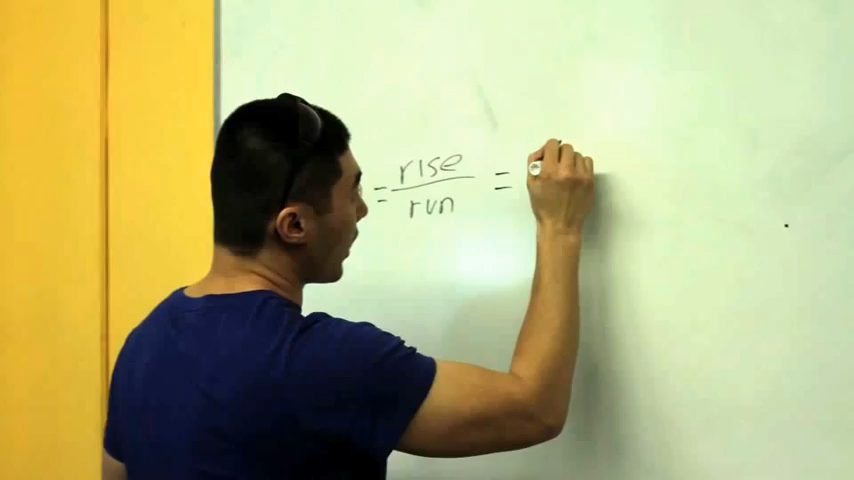 = rise =
run